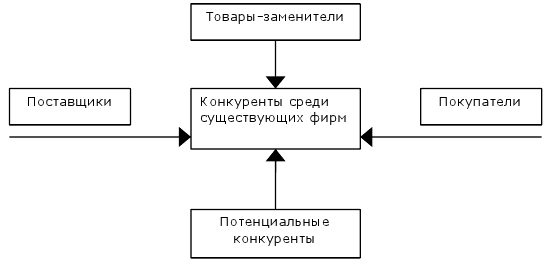 Товары-заменители
Поставщики
Конкуренты среди
существующих фирм
Покупатели
Потенциальные
конкуренты